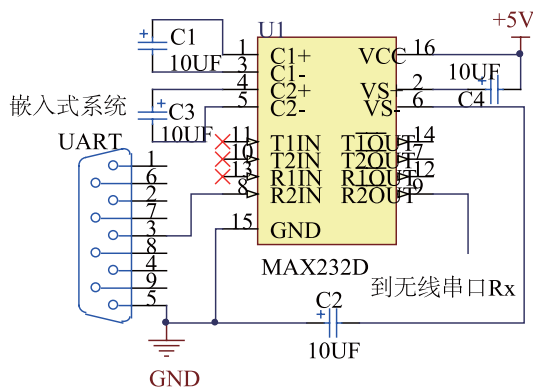 U1
+5V
C1
10UF
1
3
4
5
C1+
C1-
C2+
C2-
VCC
VS-
VS-
16
2
6
10UF
C4
嵌入式系统
C3
10UF
UART
11
10
13
8
T1IN
T2IN
R1IN
R2IN
T1OUT
T2OUT
R1OUT
R2OUT
14
7
12
9
1
6
2
7
3
8
4
9
5
15
GND
MAX232D
到无线串口Rx
C2
10UF
GND